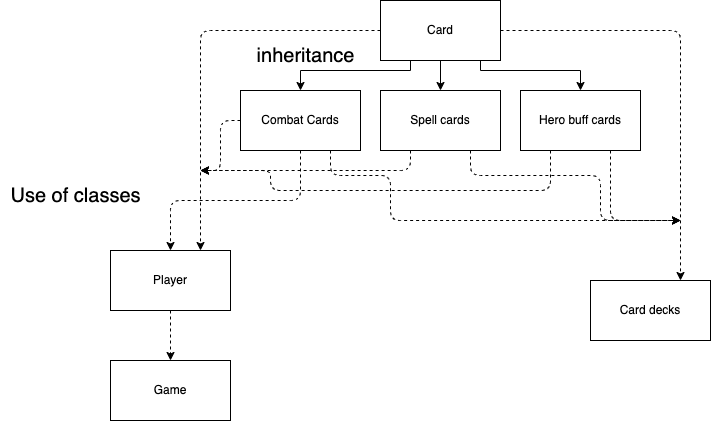 Card
inheritance
Combat Cards
Spell cards
Hero buff cards
Use of classes
Player
Card decks
Game